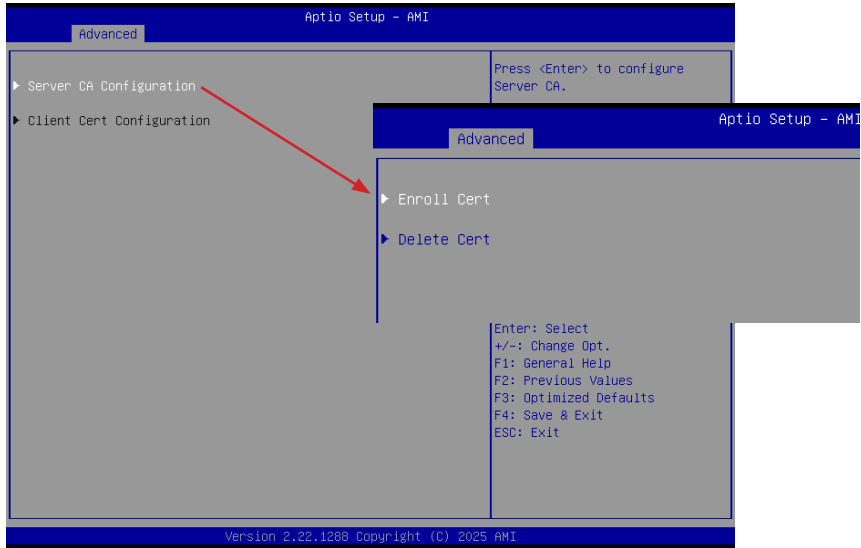 Aptio Setup – AMI
Advanced
▶ Server CA Configuration
▶ Client Cert Configuration
Press <Enter> to configure
Server CA.
Aptio Setup – AMI
Advanced
▶ Enroll Cert
▶ Delete Cert
Enter: Select
+/-: Change Opt.
F1: General Help
F2: Previous Values
F3: Optimized Defaults
F4: Save & Exit
ESC: Exit
Version 2.22.1288 Copyright (C) 2025 AMI